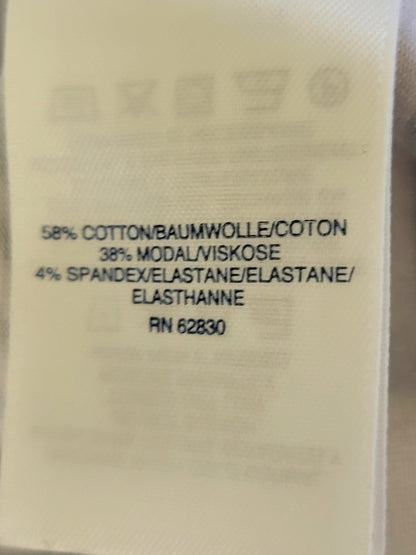 58% COTTON/BAUMWOLLE/COTON
38% MODAL/VISKOSE
4% SPANDEX/ELASTANE/ELASTANE/
ELASTHANNE
RN 62830